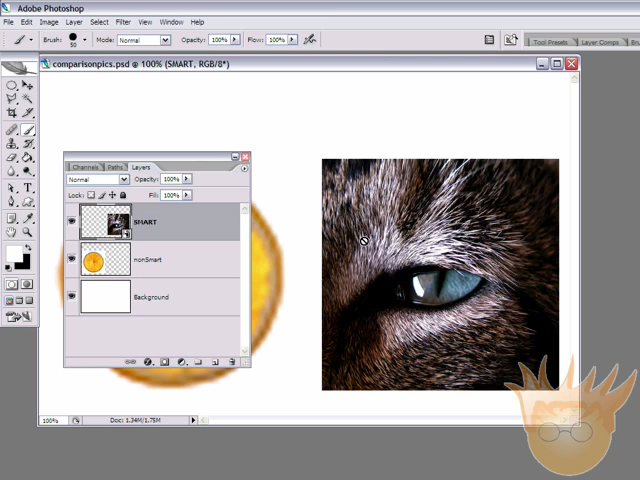 Adobe Photoshop
File Edit Image Layer Select Filter View Window Help
Brush: 50 Mode: Normal Opacity: 100% Flow: 100%
Tool Presets Layer Comps
comparisonpics.psd @ 100% (SMART, RGB/8*)
Channels Paths Layers
Normal Opacity: 100%
Lock: Fill: 100%
SMART
nonSmart
Background
100% Doc: 1.34M/1.75M